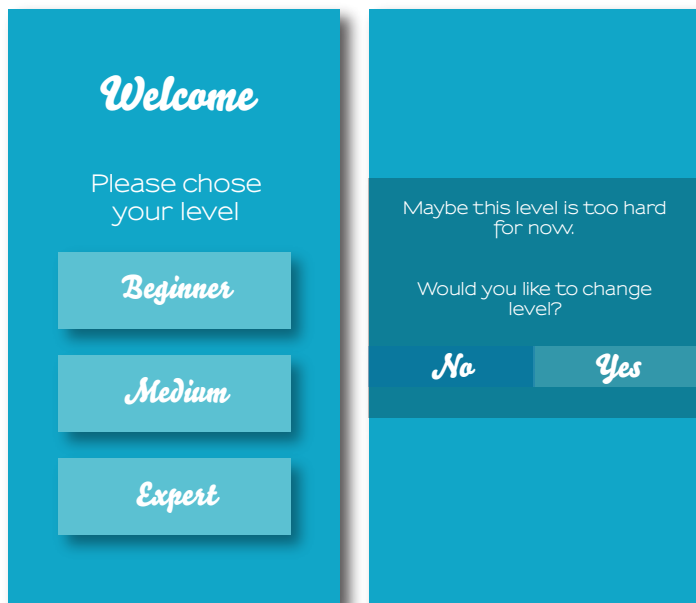 Welcome
Please chose
your level
Beginner
Medium
Expert
Maybe this level is too hard
for now.
Would you like to change
level?
No
Yes